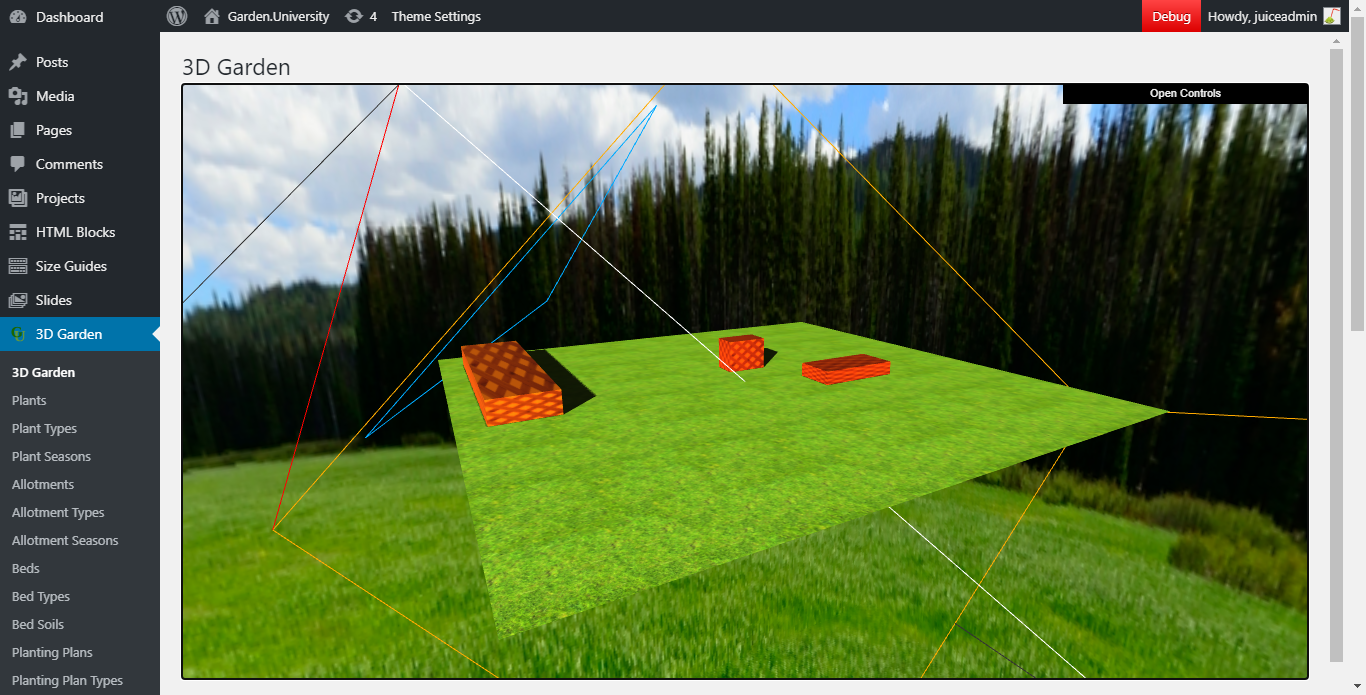 Dashboard
Garden.University
4
Theme Settings
Debug
Howdy, juiceadmin
Posts
Media
Pages
Comments
Projects
HTML Blocks
Size Guides
Slides
3D Garden
3D Garden
Plants
Plant Types
Plant Seasons
Allotments
Allotment Types
Allotment Seasons
Beds
Bed Types
Bed Soils
Planting Plans
Planting Plan Types
3D Garden
Open Controls